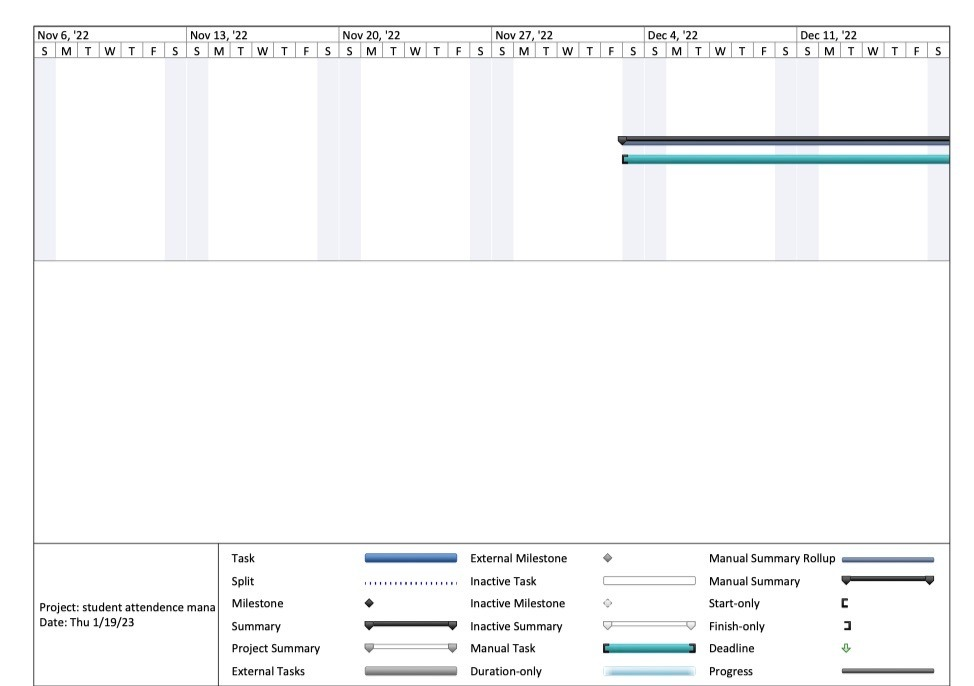 Nov 6, '22 Nov 13, '22 Nov 20, '22 Nov 27, '22 Dec 4, '22 Dec 11, '22
S M T W T F S S M T W T F S S M T W T F S S M T W T F S S M T W T F S S M T W T F S
Task External Milestone Manual Summary Rollup
Split Inactive Task Manual Summary
Milestone Inactive Milestone Start-only
Project: student attendence mana
Date: Thu 1/19/23
Summary Inactive Summary Finish-only
Project Summary Manual Task Deadline
External Tasks Duration-only Progress